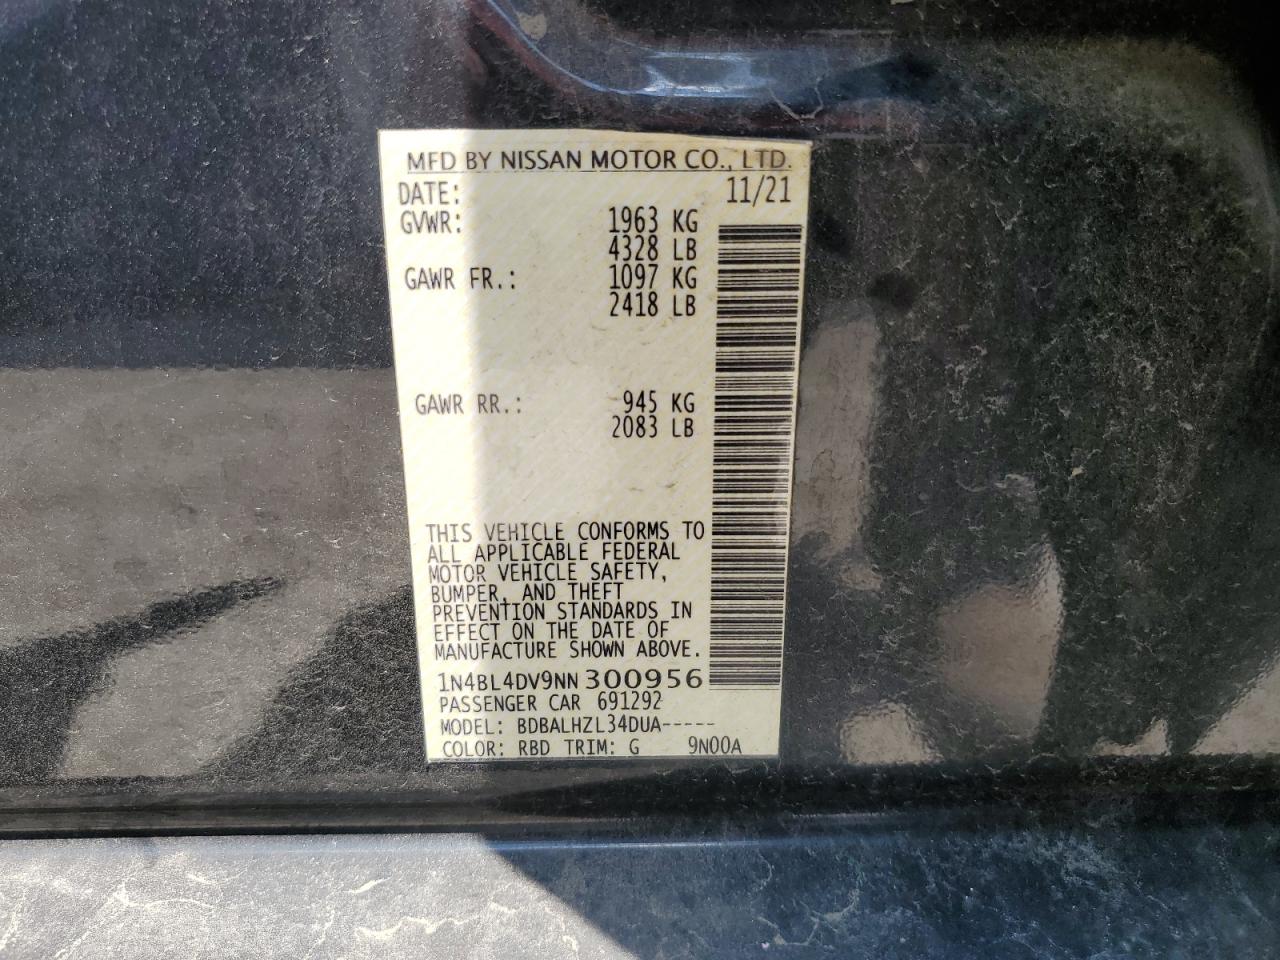 MFD BY NISSAN MOTOR CO., LTD.
DATE: 11/21
GVWR: 1963 KG
4328 LB
GAWR FR.: 1097 KG
2418 LB
GAWR RR.: 945 KG
2083 LB
THIS VEHICLE CONFORMS TO
ALL APPLICABLE FEDERAL
MOTOR VEHICLE SAFETY,
BUMPER, AND THEFT
PREVENTION STANDARDS IN
EFFECT ON THE DATE OF
MANUFACTURE SHOWN ABOVE.
1N4BL4DV9NN300956
PASSENGER CAR 691292
MODEL: BDBALHZL34DUA-----
COLOR: RBD TRIM: G 9N00A